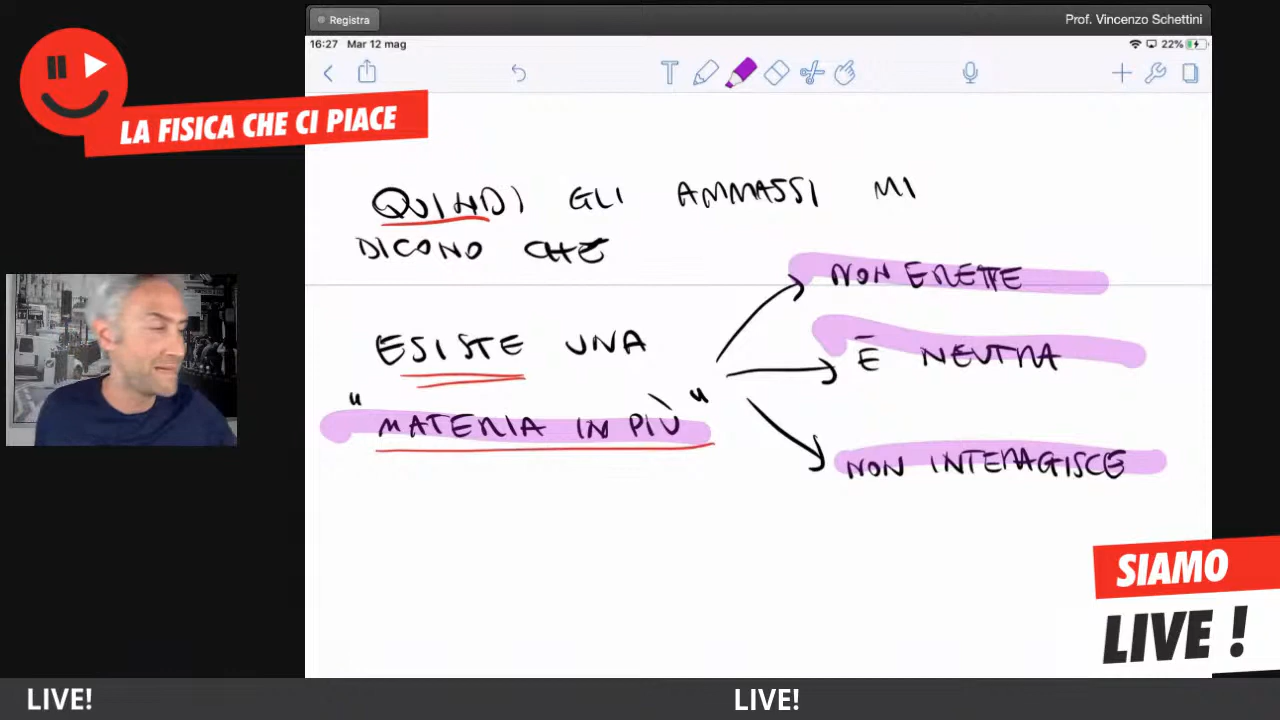 Registra
Prof. Vincenzo Schettini
16:27 Mar 12 mag
22%
LA FISICA CHE CI PIACE
QUINDI GLI AMMASSI MI
DICONO CHE
ESISTE UNA
"MATERIA IN PIÙ"
NON EMETTE
È NEUTRA
NON INTERAGISCE
SIAMO
LIVE !
LIVE!
LIVE!